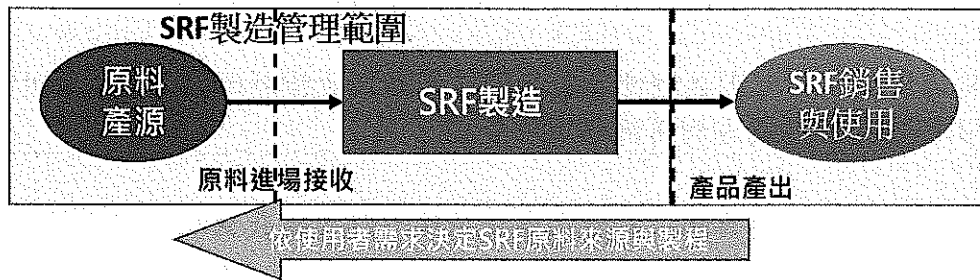 SRF製造管理範圍
原料
產源
SRF製造
SRF銷售
與使用
原料進場接收
產品產出
依使用者需求決定SRF原料來源與製程